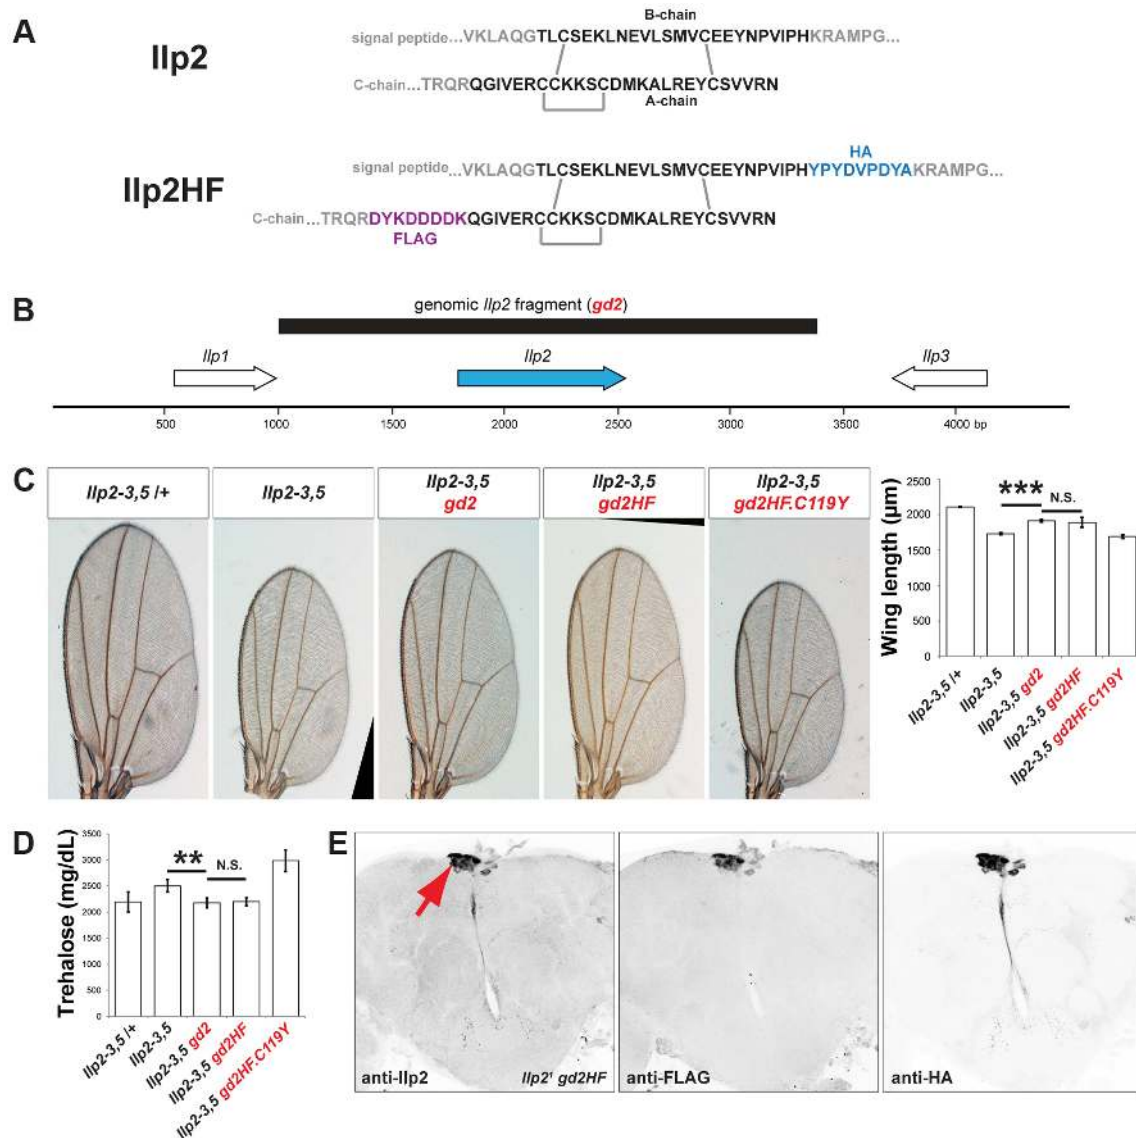 A
Ilp2
B-chain
signal peptide...VKLAQGTLCSEKLNEVLSMVCEEYNPVIPHKRAMPG...
C-chain...TRQRQGIVERCCKKSCDMKALREYCSVVRN
A-chain
Ilp2HF
HA
signal peptide...VKLAQGTLCSEKLNEVLSMVCEEYNPVIPHYPYDVPDYAKRAMPG...
C-chain...TRQRDYKDDDDKQGIVERCCKKSCDMKALREYCSVVRN
FLAG
B
genomic Ilp2 fragment (gd2)
Ilp1
Ilp2
Ilp3
500 1000 1500 2000 2500 3000 3500 4000 bp
C
Ilp2-3,5 /+
Ilp2-3,5
Ilp2-3,5
gd2
Ilp2-3,5
gd2HF
Ilp2-3,5
gd2HF.C119Y
Wing length (µm)
2500
2000
1500
1000
500
0
***
N.S.
Ilp2-3,5 /+
Ilp2-3,5
Ilp2-3,5 gd2
Ilp2-3,5 gd2HF
Ilp2-3,5 gd2HF.C119Y
D
Trehalose (mg/dL)
3500
3000
2500
2000
1500
1000
500
0
**
N.S.
Ilp2-3,5 /+
Ilp2-3,5
Ilp2-3,5 gd2
Ilp2-3,5 gd2HF
Ilp2-3,5 gd2HF.C119Y
E
anti-Ilp2
Ilp2¹ gd2HF
anti-FLAG
anti-HA